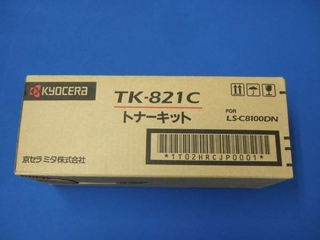 KYOCERA
TK-821C
トナーキット
FOR
LS-C8100DN
京セラ ミタ株式会社
*1T02HRCJP0001*